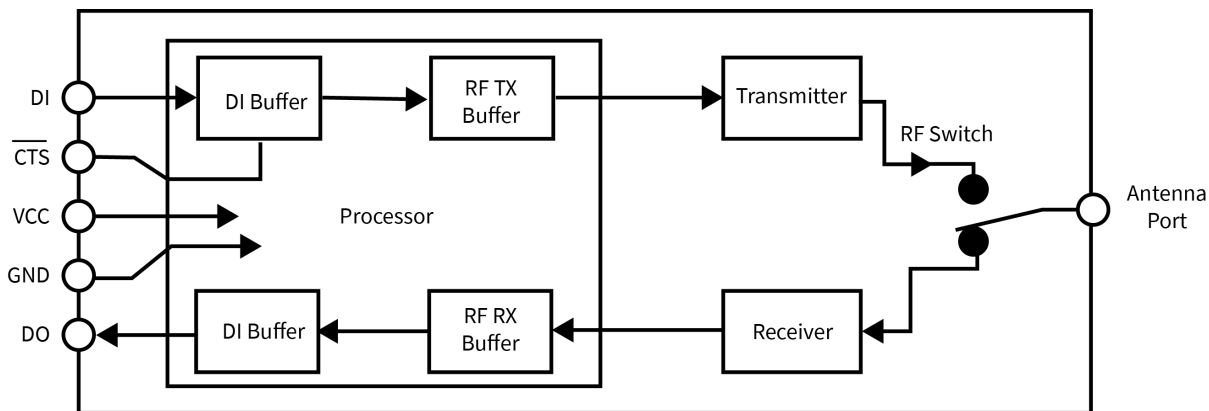 DI
CTS
VCC
GND
DO
DI Buffer
RF TX
Buffer
Transmitter
RF Switch
Processor
Antenna
Port
DI Buffer
RF RX
Buffer
Receiver